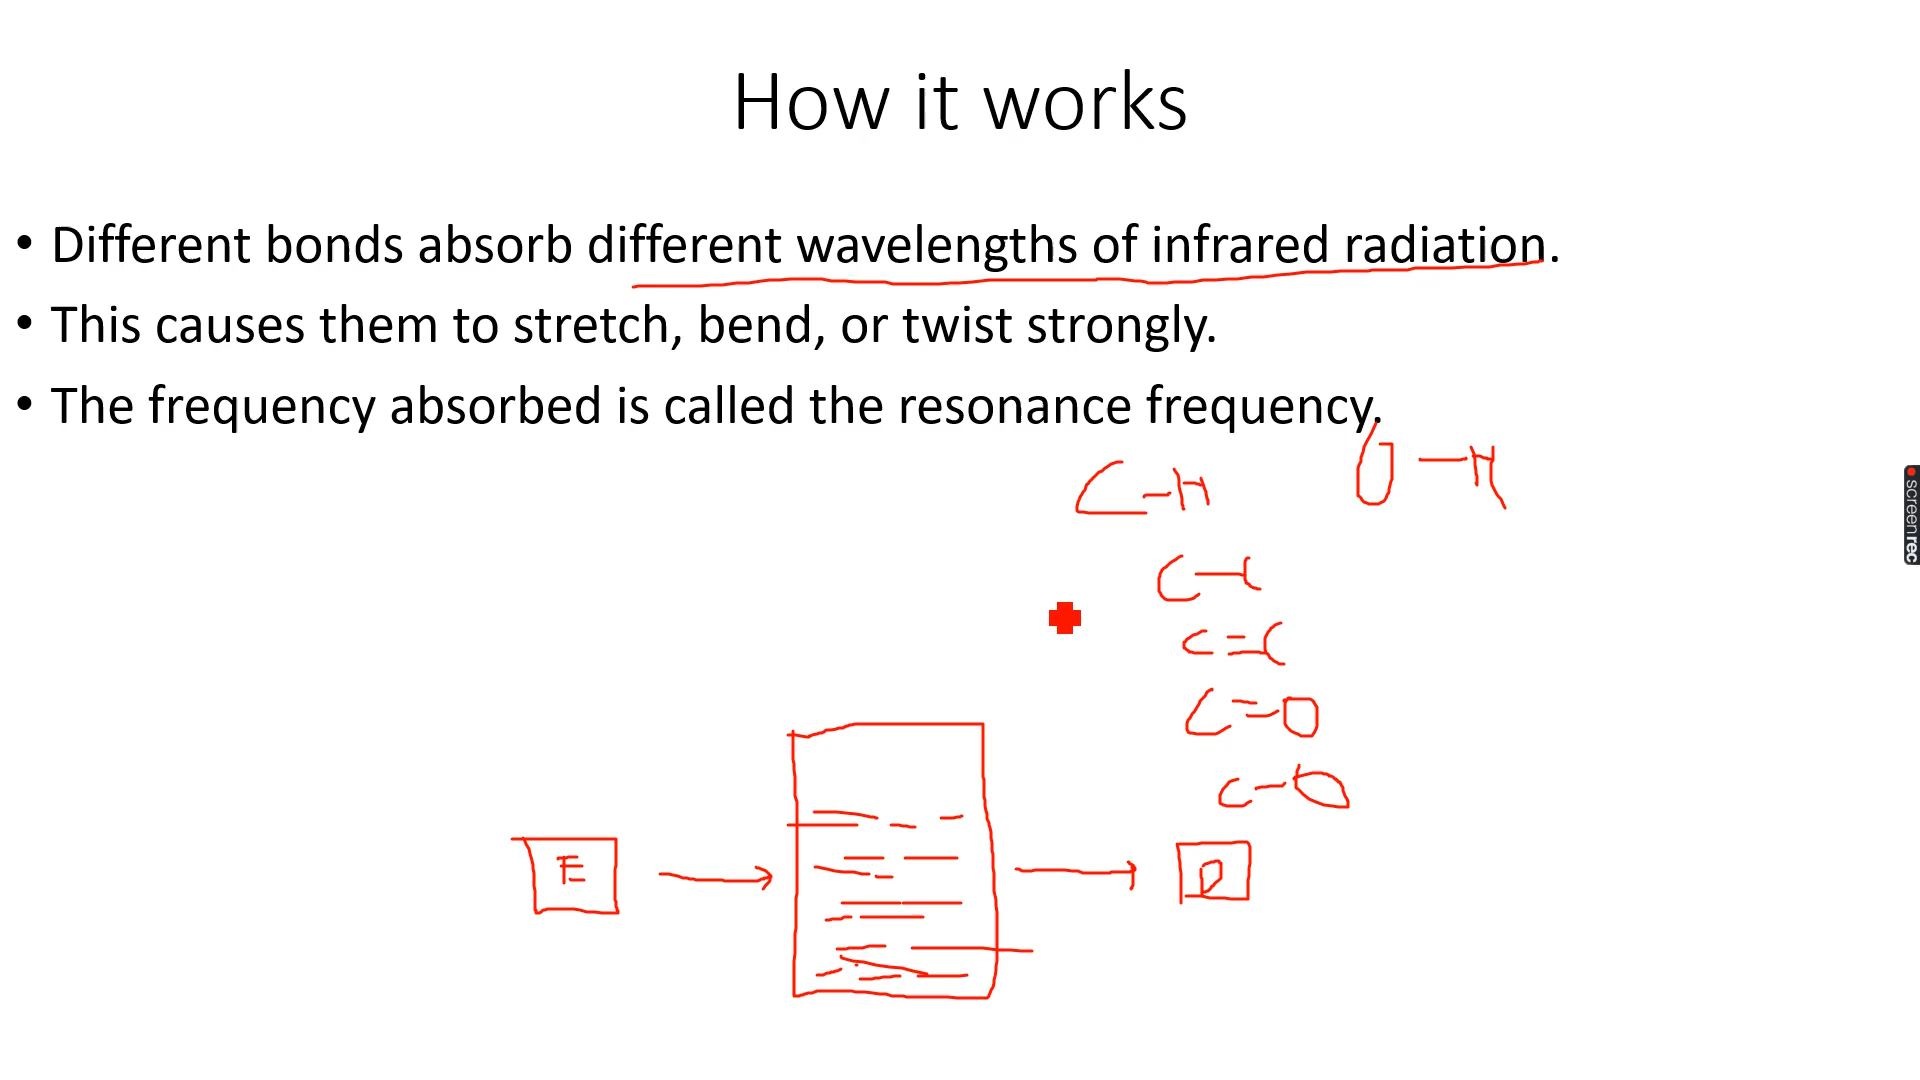 How it works
• Different bonds absorb different wavelengths of infrared radiation.
• This causes them to stretch, bend, or twist strongly.
• The frequency absorbed is called the resonance frequency.
C-H
O-H
C-C
C=C
C=O
C-O
E
D
screenrec